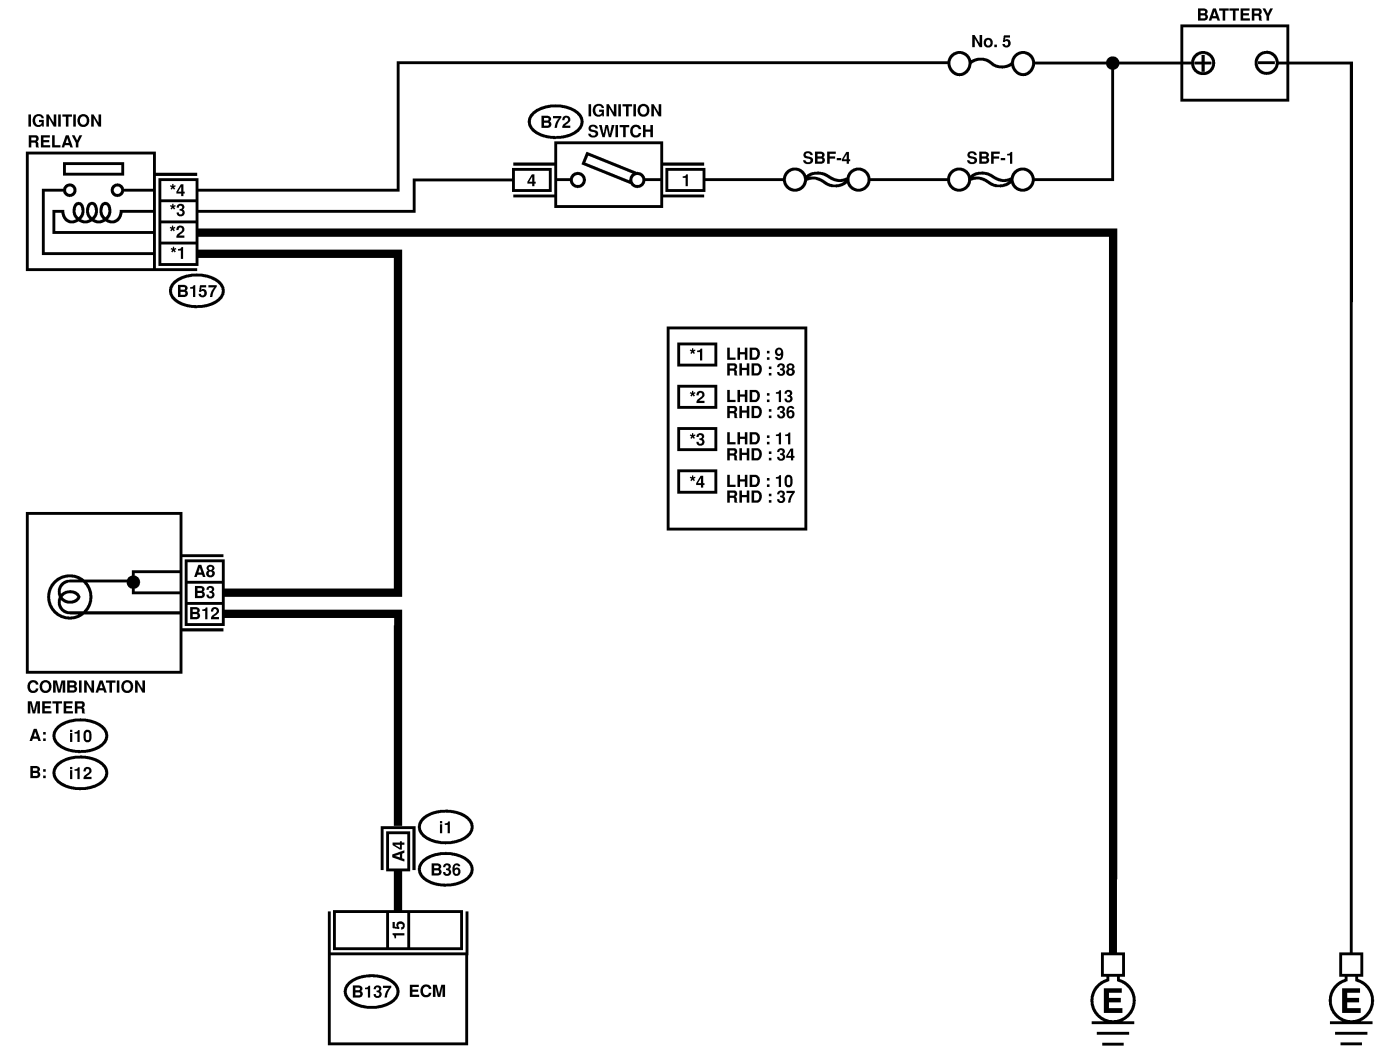 BATTERY
No. 5
IGNITION
RELAY
B72
IGNITION
SWITCH
SBF-4
SBF-1
4
1
*4
*3
*2
*1
B157
*1 LHD : 9
RHD : 38
*2 LHD : 13
RHD : 36
*3 LHD : 11
RHD : 34
*4 LHD : 10
RHD : 37
A8
B3
B12
COMBINATION
METER
A: i10
B: i12
i1
A4
B36
15
B137 ECM
E
E